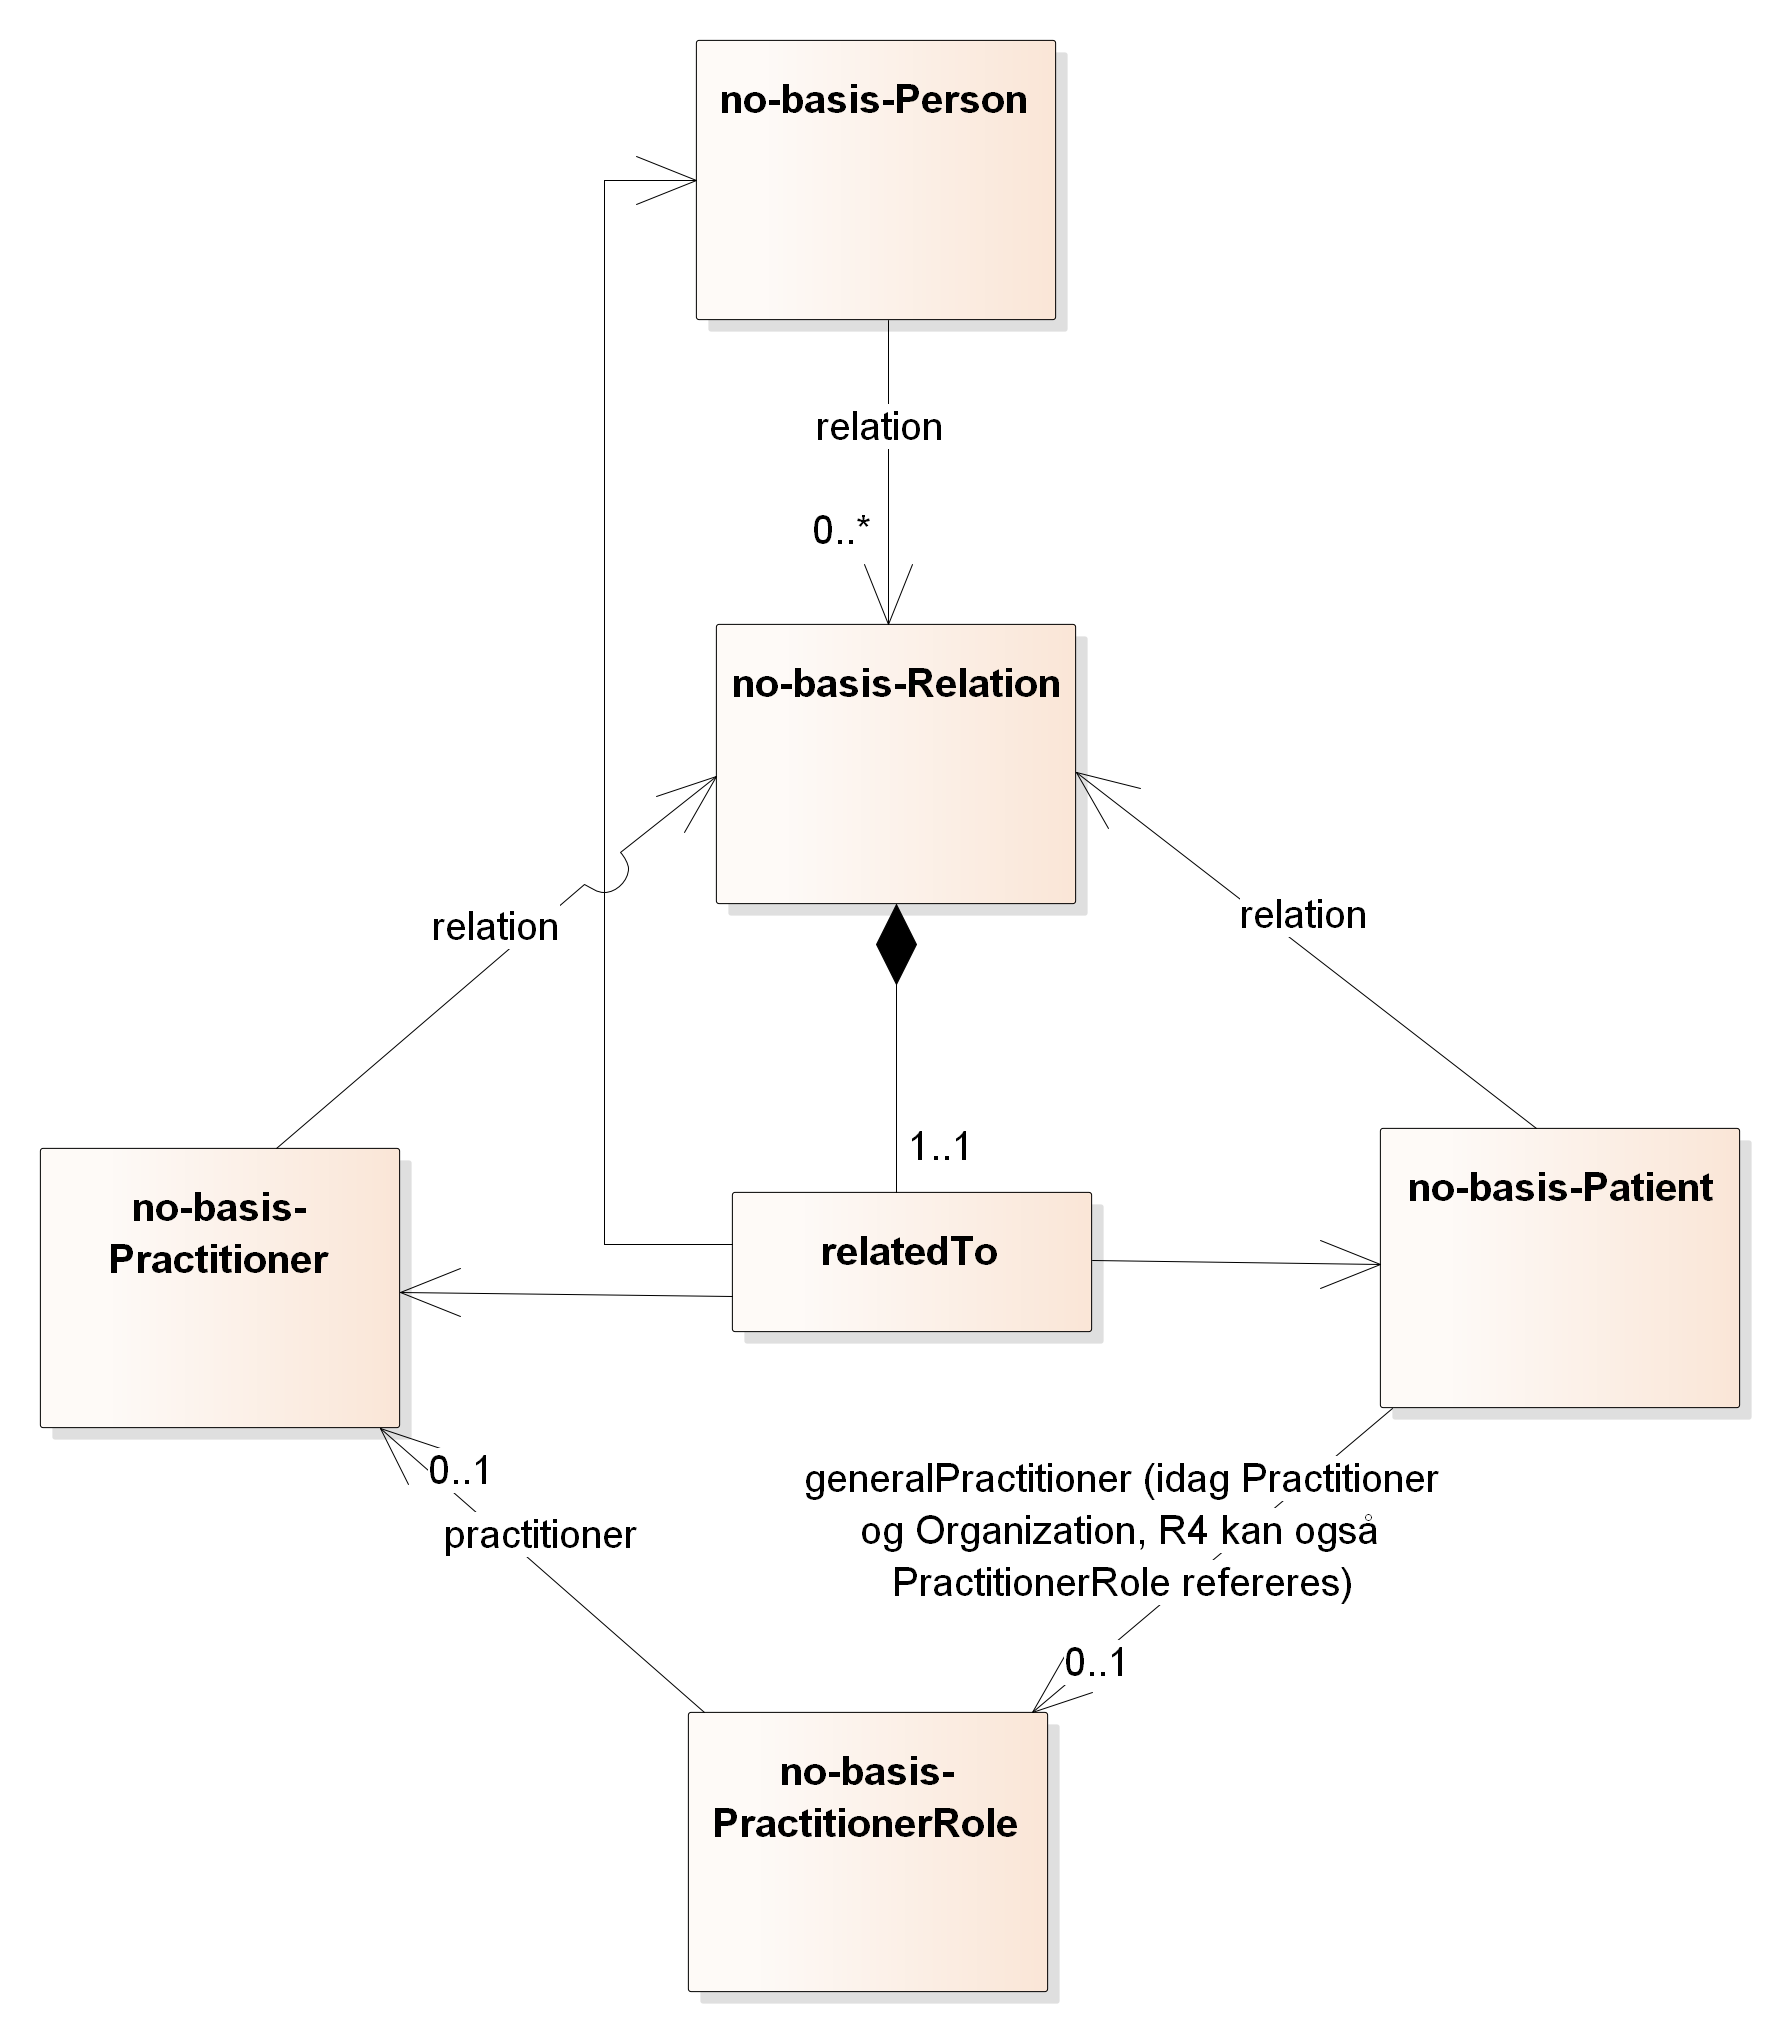 no-basis-Person
relation
0..*
no-basis-Relation
relation
relation
1..1
no-basis-
Practitioner
relatedTo
no-basis-Patient
0..1
practitioner
generalPractitioner (idag Practitioner
og Organization, R4 kan også
PractitionerRole refereres)
0..1
no-basis-
PractitionerRole